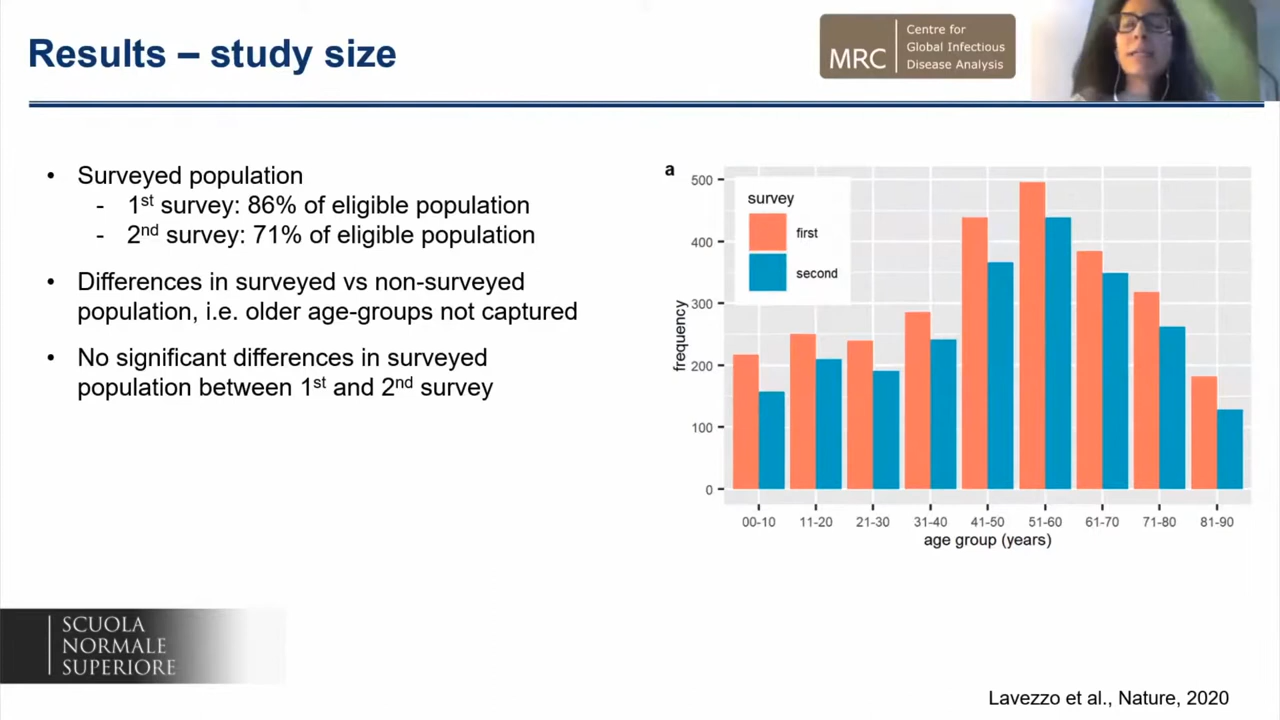 Results – study size
MRC
Centre for
Global Infectious
Disease Analysis
• Surveyed population
- 1st survey: 86% of eligible population
- 2nd survey: 71% of eligible population
• Differences in surveyed vs non-surveyed
population, i.e. older age-groups not captured
• No significant differences in surveyed
population between 1st and 2nd survey
a
survey
first
second
frequency
500
400
300
200
100
0
00-10 11-20 21-30 31-40 41-50 51-60 61-70 71-80 81-90
age group (years)
SCUOLA
NORMALE
SUPERIORE
Lavezzo et al., Nature, 2020